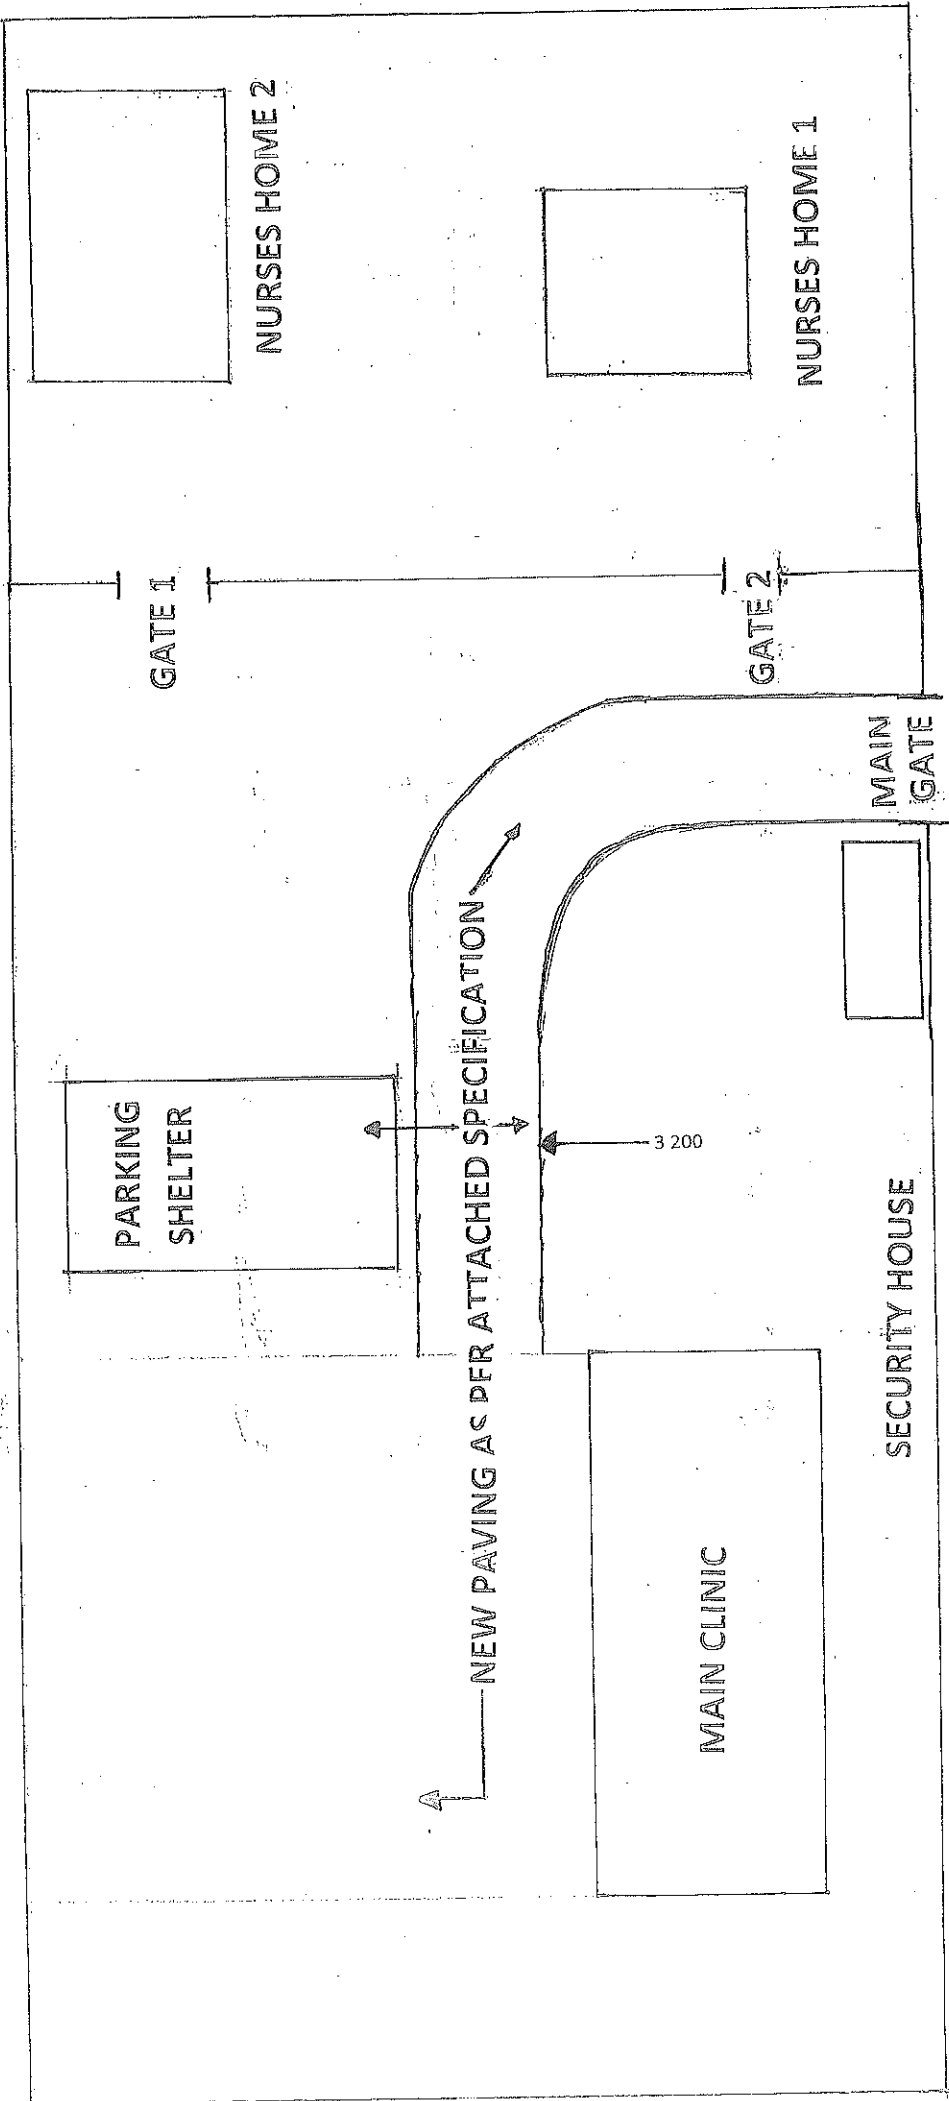 NURSES HOME 2
NURSES HOME 1
GATE 1
GATE 2
MAIN
GATE
PARKING
SHELTER
NEW PAVING AS PER ATTACHED SPECIFICATION
3 200
SECURITY HOUSE
MAIN CLINIC